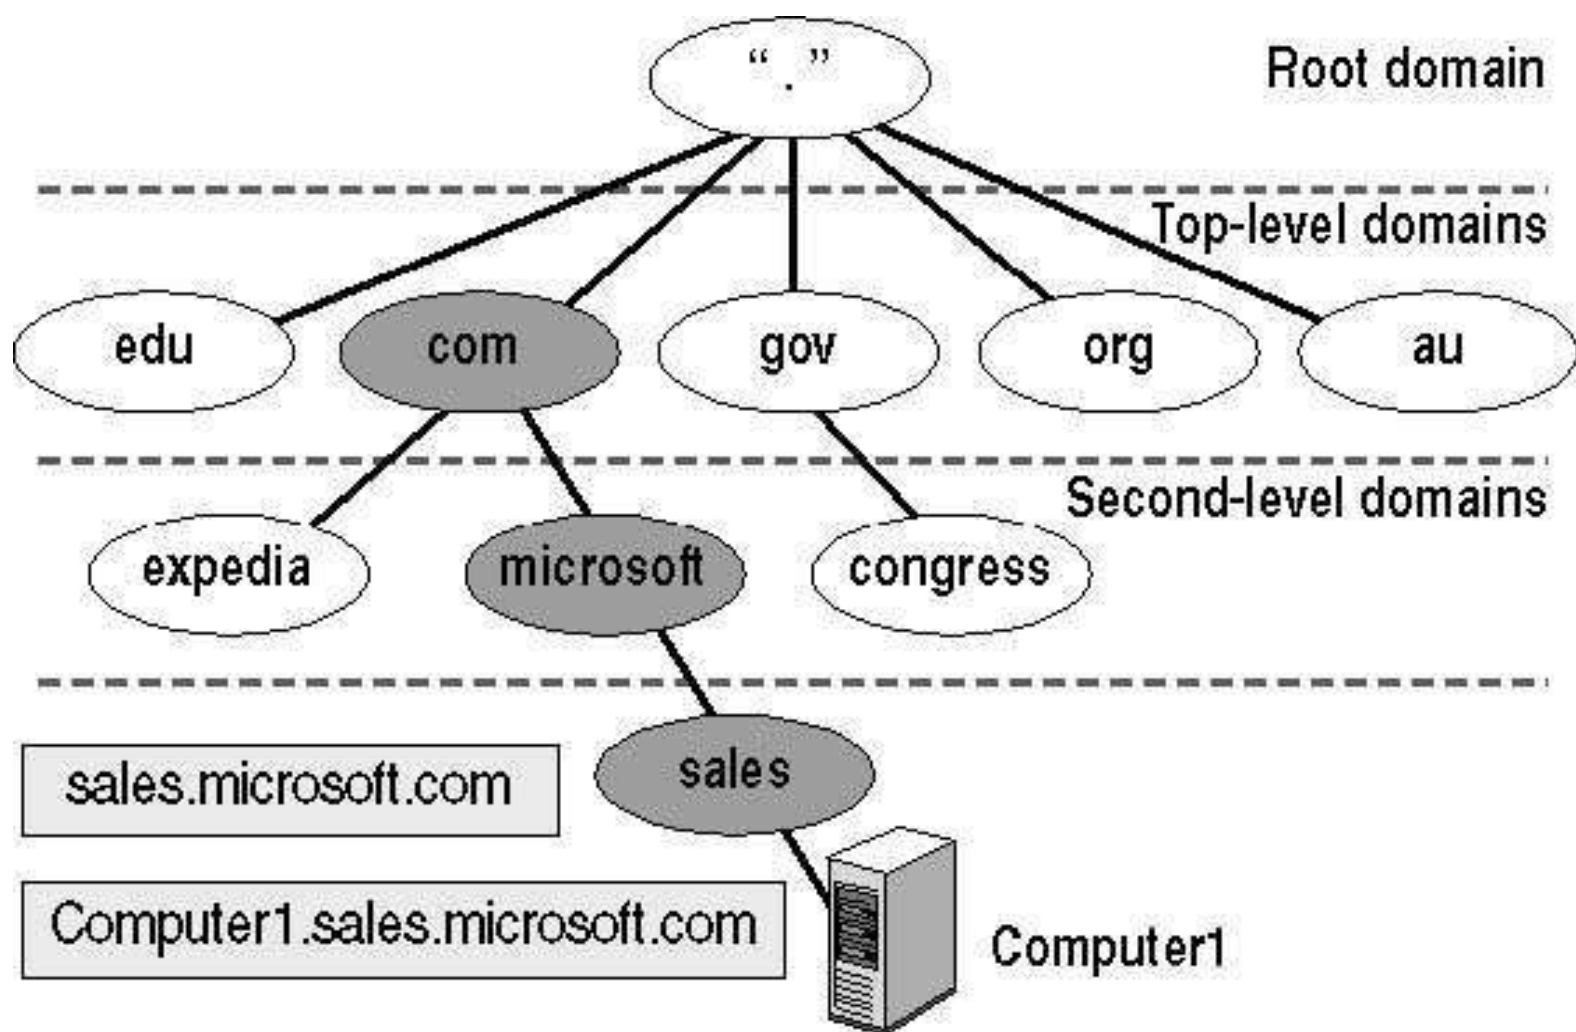 “.”
Root domain
Top-level domains
edu
com
gov
org
au
Second-level domains
expedia
microsoft
congress
sales
sales.microsoft.com
Computer1.sales.microsoft.com
Computer1